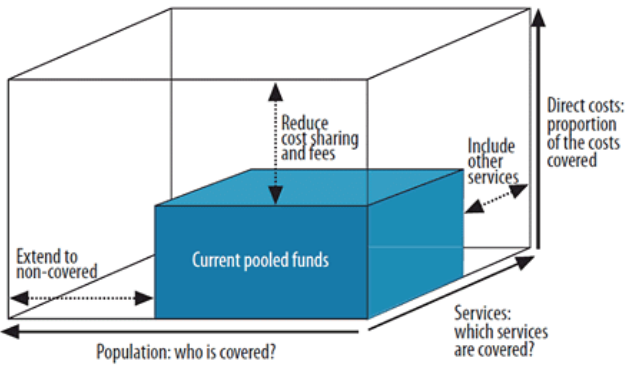 Reduce
cost sharing
and fees
Include
other
services
Direct costs:
proportion
of the costs
covered
Extend to
non-covered
Current pooled funds
Population: who is covered?
Services:
which services
are covered?